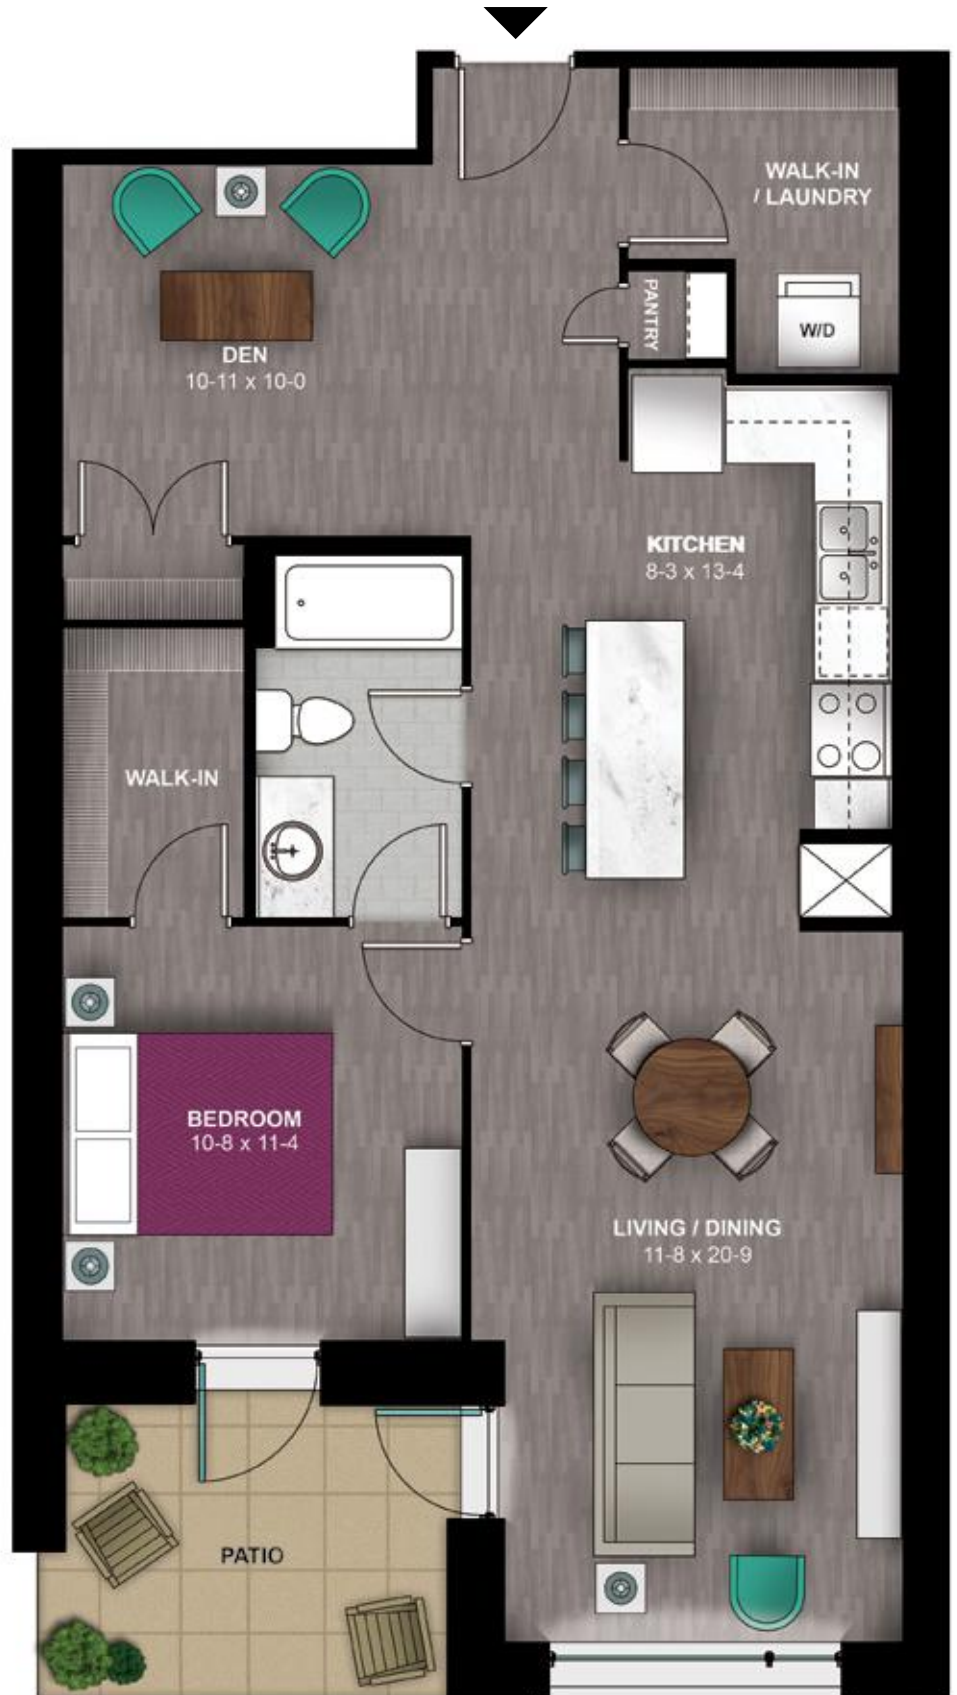 WALK-IN
/ LAUNDRY
PANTRY
W/D
DEN
10-11 x 10-0
KITCHEN
8-3 x 13-4
WALK-IN
BEDROOM
10-8 x 11-4
LIVING / DINING
11-8 x 20-9
PATIO